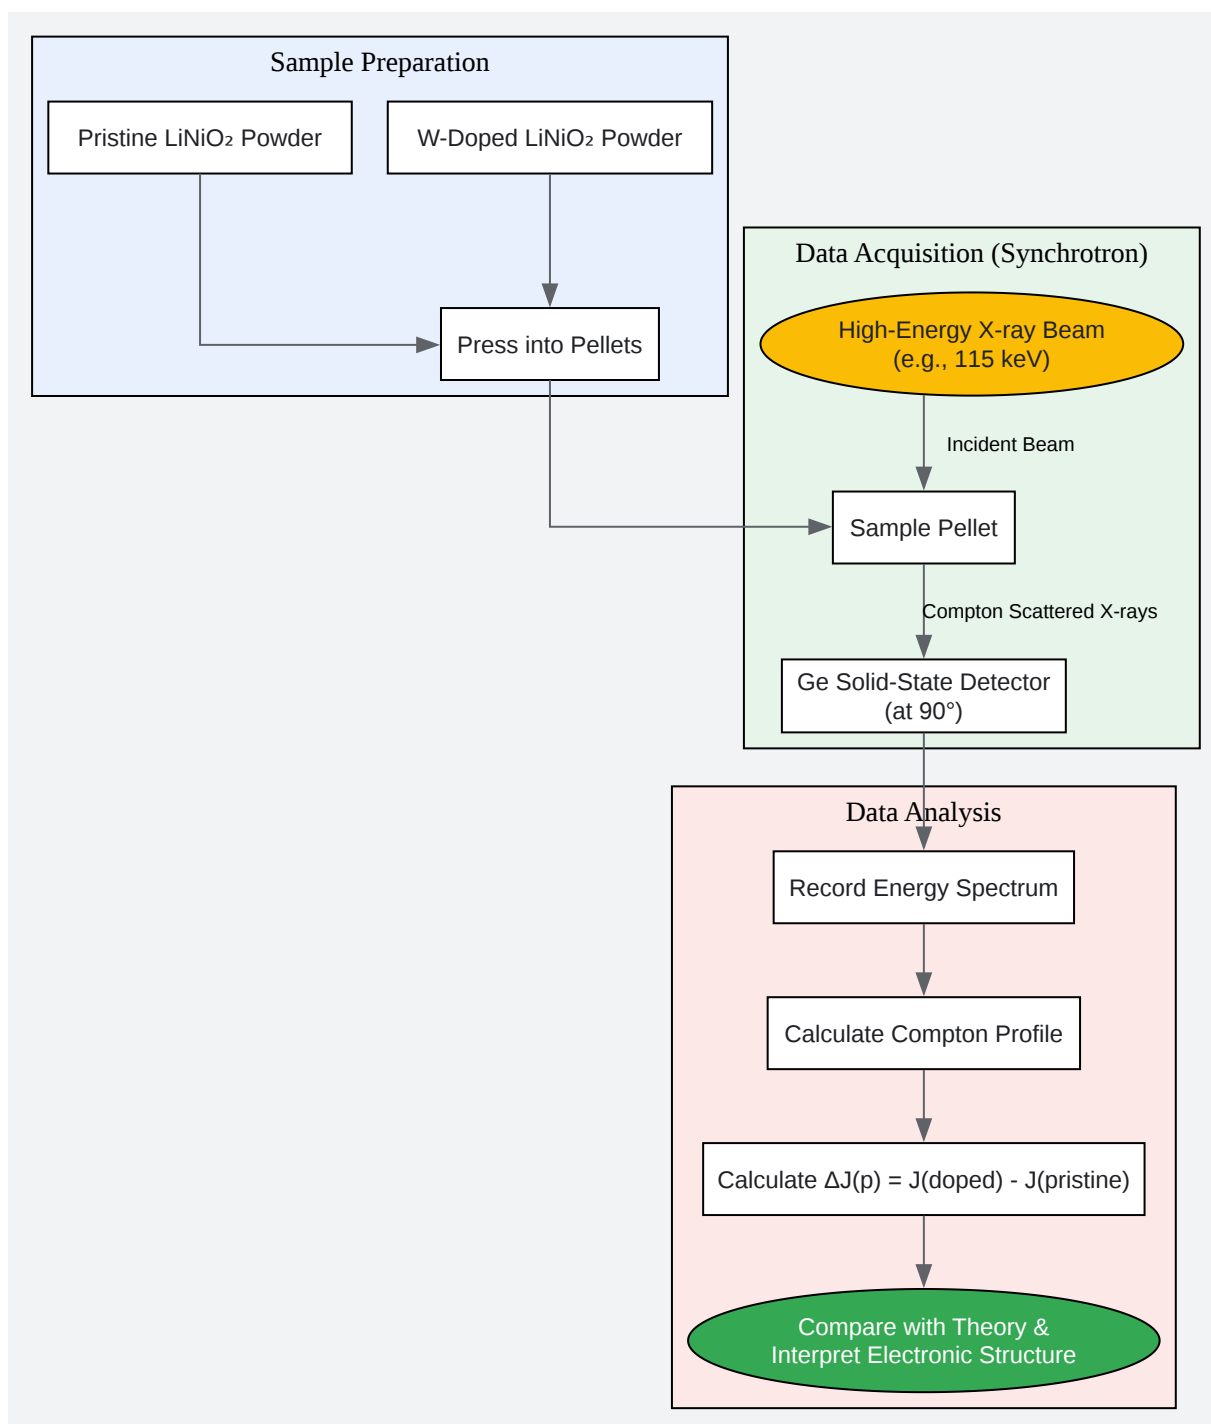 Sample Preparation
Pristine LiNiO₂ Powder
W-Doped LiNiO₂ Powder
Press into Pellets
Data Acquisition (Synchrotron)
High-Energy X-ray Beam
(e.g., 115 keV)
Incident Beam
Sample Pellet
Compton Scattered X-rays
Ge Solid-State Detector
(at 90°)
Data Analysis
Record Energy Spectrum
Calculate Compton Profile
Calculate ΔJ(p) = J(doped) - J(pristine)
Compare with Theory &
Interpret Electronic Structure